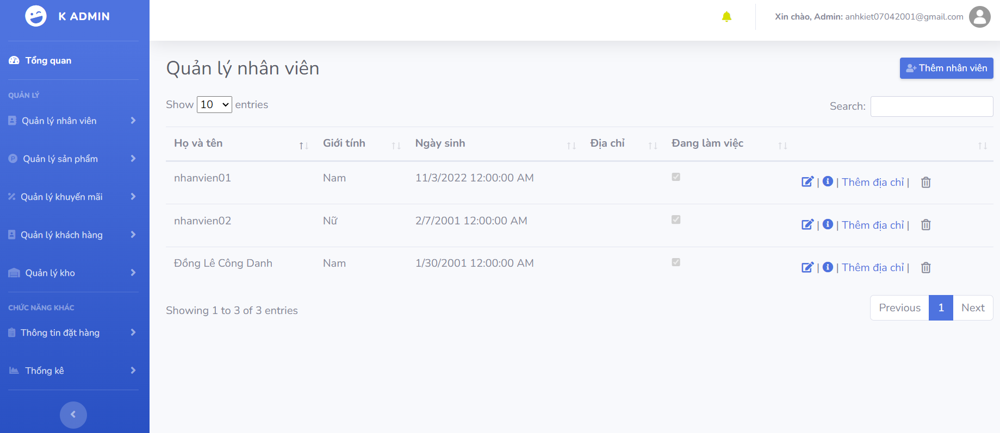 K ADMIN
Xin chào, Admin: anhkiet07042001@gmail.com
Tổng quan
QUẢN LÝ
Quản lý nhân viên
Quản lý sản phẩm
Quản lý khuyến mãi
Quản lý khách hàng
Quản lý kho
CHỨC NĂNG KHÁC
Thông tin đặt hàng
Thống kê
Quản lý nhân viên
Thêm nhân viên
Show 10 entries
Search:
Họ và tên Giới tính Ngày sinh Địa chỉ Đang làm việc
nhanvien01 Nam 11/3/2022 12:00:00 AM | | Thêm địa chỉ |
nhanvien02 Nữ 2/7/2001 12:00:00 AM | | Thêm địa chỉ |
Đồng Lê Công Danh Nam 1/30/2001 12:00:00 AM | | Thêm địa chỉ |
Showing 1 to 3 of 3 entries
Previous 1 Next